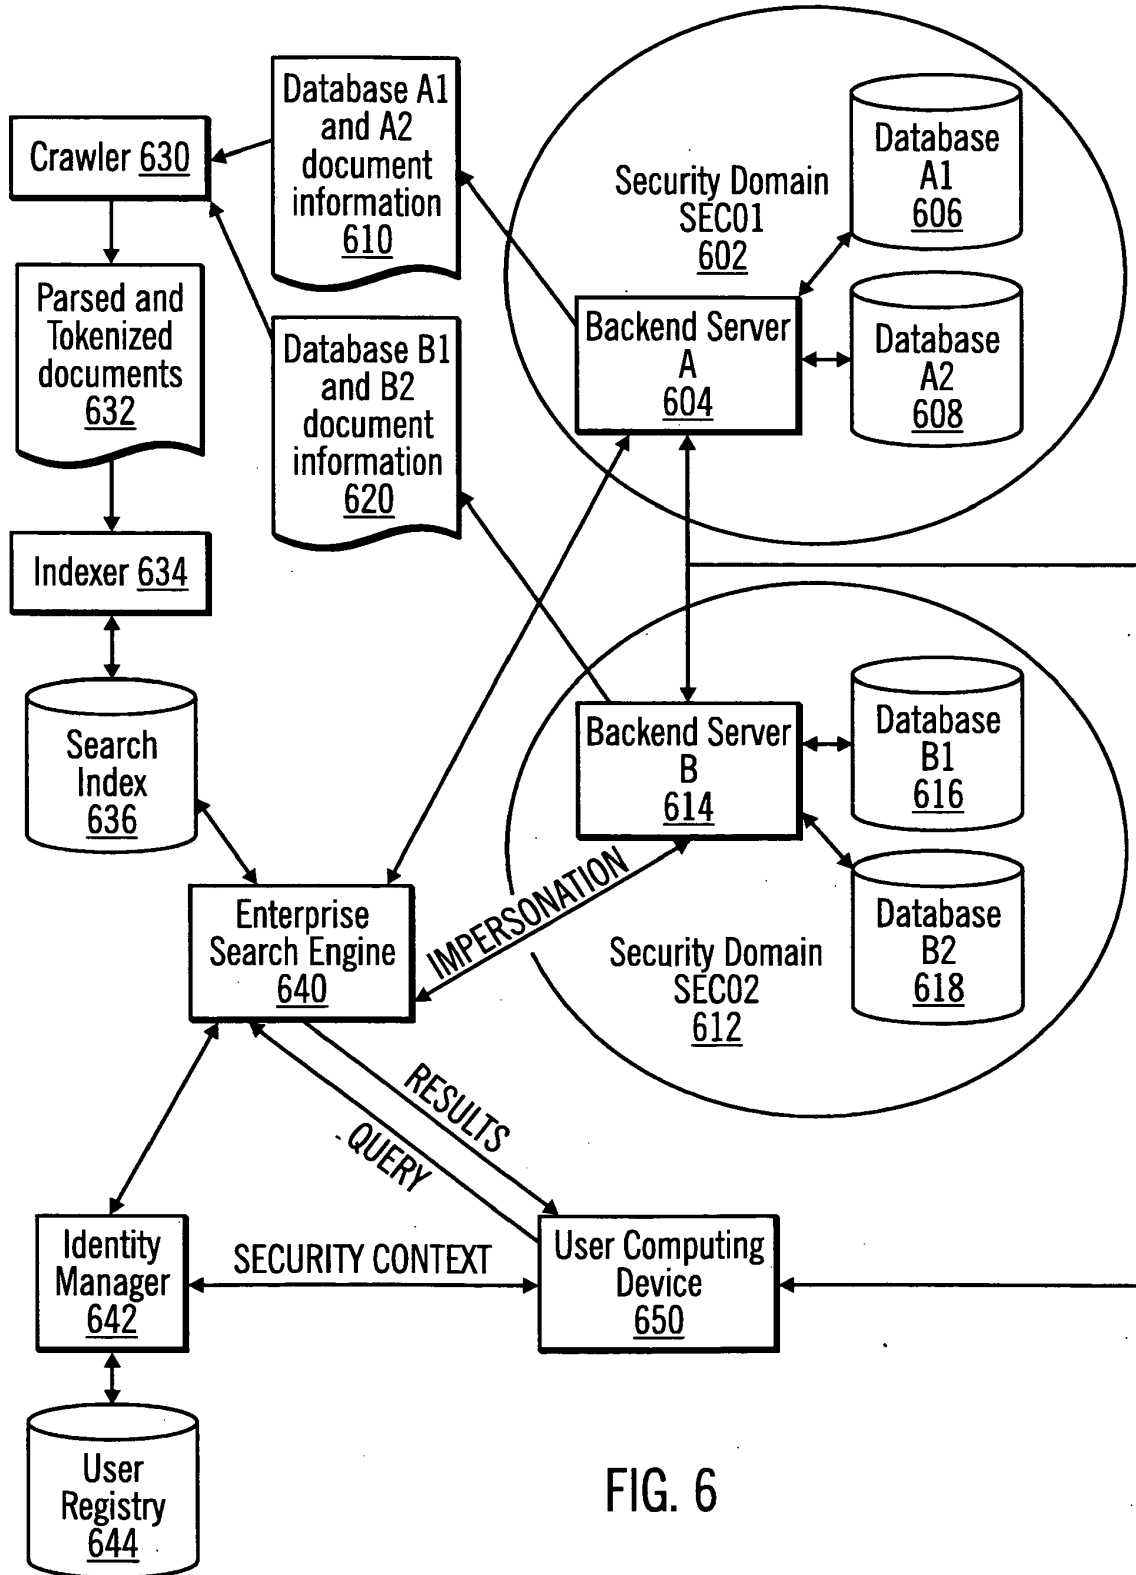 Database A1
and A2
document
information
610
Crawler 630
Parsed and
Tokenized
documents
632
Database B1
and B2
document
information
620
Indexer 634
Search
Index
636
Security Domain
SEC01
602
Database
A1
606
Backend Server
A
604
Database
A2
608
Backend Server
B
614
Database
B1
616
Database
B2
618
Security Domain
SEC02
612
IMPERSONATION
Enterprise
Search Engine
640
RESULTS
QUERY
Identity
Manager
642
SECURITY CONTEXT
User Computing
Device
650
User
Registry
644
FIG. 6